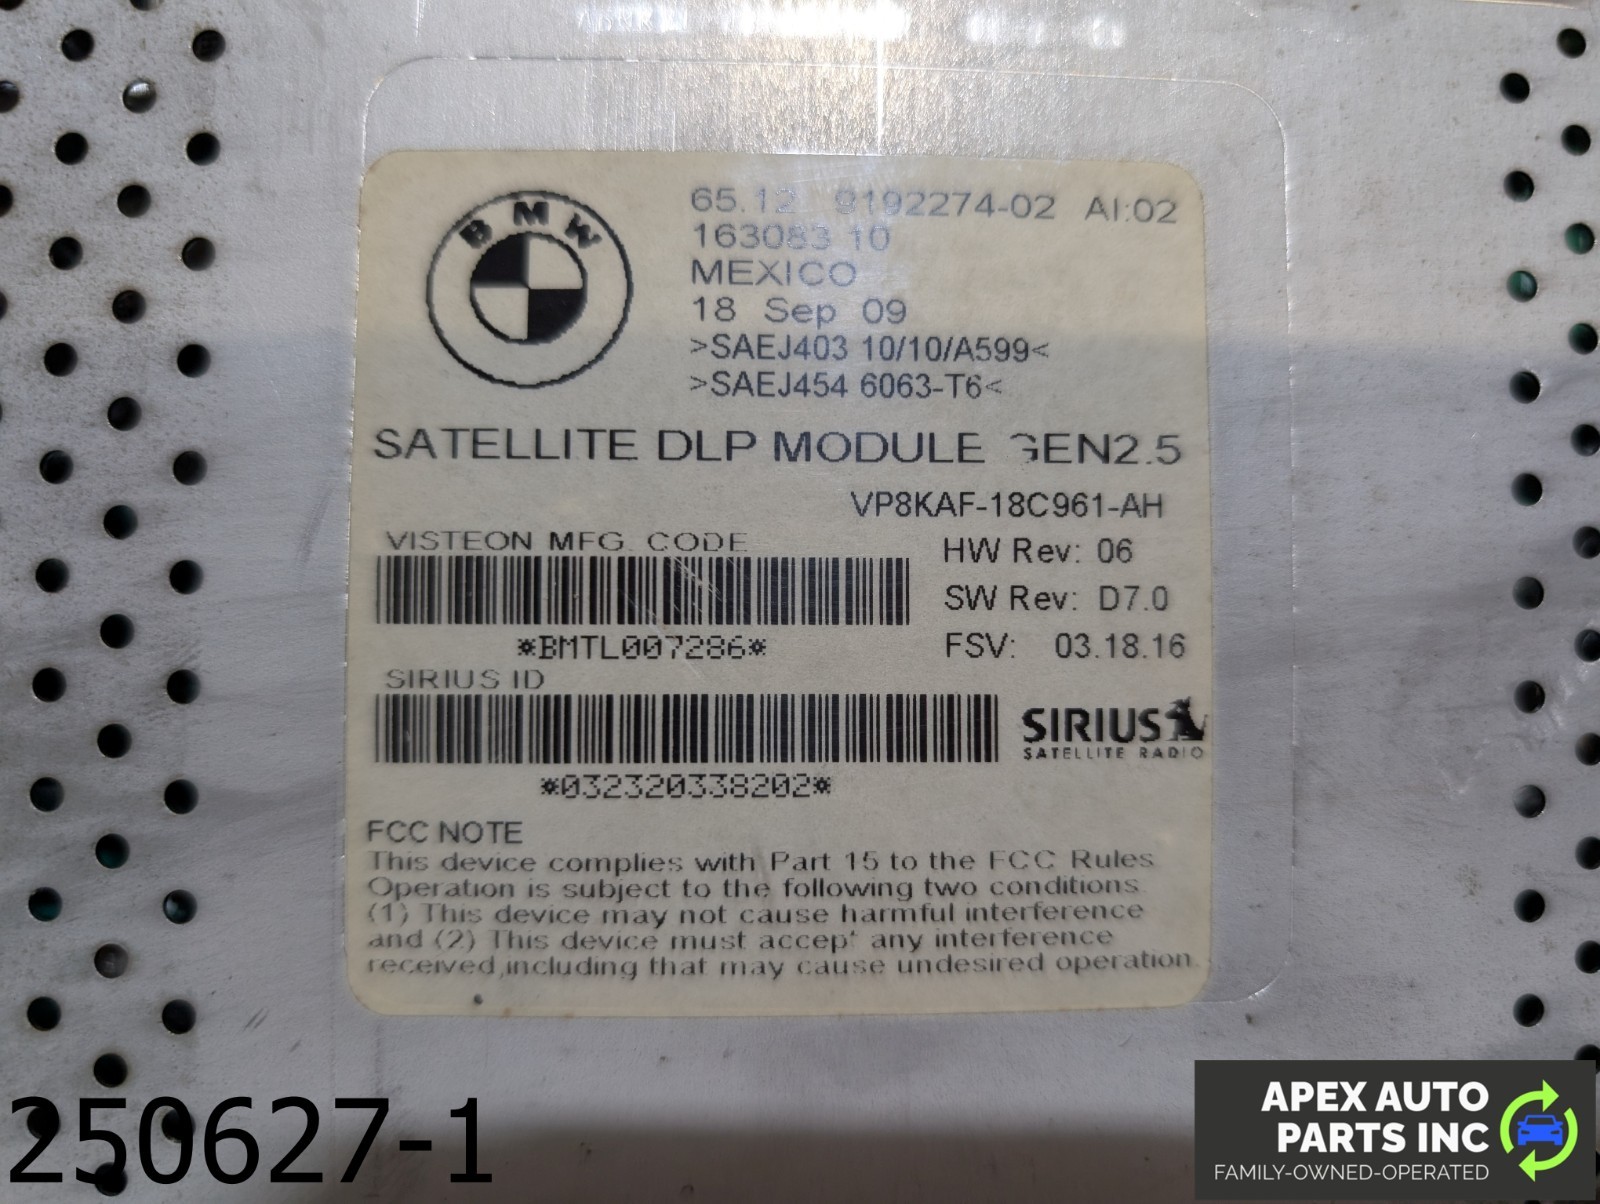 BMW
65.12 9192274-02 AI:02
163083 10
MEXICO
18 Sep 09
>SAEJ403 10/10/A599<
>SAEJ454 6063-T6<
SATELLITE DLP MODULE GEN2.5
VP8KAF-18C961-AH
VISTEON MFG. CODE
HW Rev: 06
SW Rev: D7.0
*BMTL007286*
FSV: 03.18.16
SIRIUS ID
SIRIUS
SATELLITE RADIO
*032320338202*
FCC NOTE
This device complies with Part 15 to the FCC Rules
Operation is subject to the following two conditions.
(1) This device may not cause harmful interference
and (2) This device must accept any interference
received,including that may cause undesired operation.
250627-1
APEX AUTO
PARTS INC
FAMILY-OWNED-OPERATED